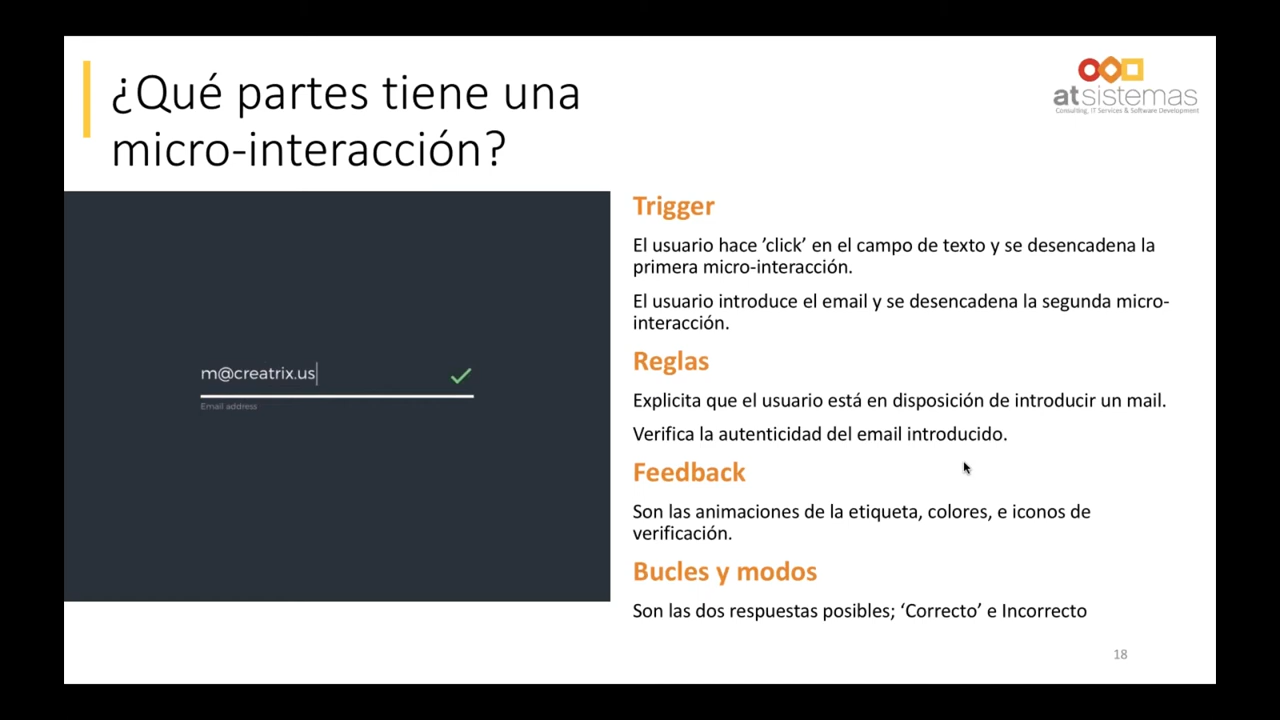 ¿Qué partes tiene una
micro-interacción?
atsistemas
Consulting, IT Services & Software Development
m@creatrix.us
Email address
Trigger
El usuario hace ’click’ en el campo de texto y se desencadena la
primera micro-interacción.
El usuario introduce el email y se desencadena la segunda micro-
interacción.
Reglas
Explicita que el usuario está en disposición de introducir un mail.
Verifica la autenticidad del email introducido.
Feedback
Son las animaciones de la etiqueta, colores, e iconos de
verificación.
Bucles y modos
Son las dos respuestas posibles; ‘Correcto’ e Incorrecto
18